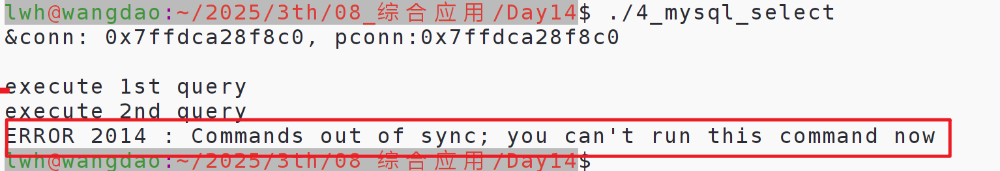 lwh@wangdao:~/2025/3th/08_综合应用/Day14$ ./4_mysql_select
&conn: 0x7ffdca28f8c0, pconn:0x7ffdca28f8c0
execute 1st query
execute 2nd query
ERROR 2014 : Commands out of sync; you can't run this command now
lwh@wangdao:~/2025/3th/08_综合应用/Day14$